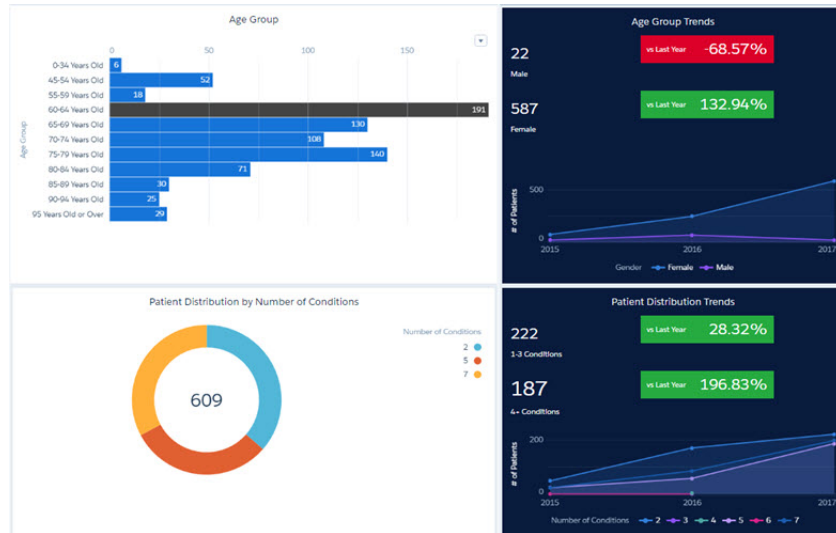 Age Group
0
50
100
150
Age Group
0-34 Years Old 6
45-54 Years Old 52
55-59 Years Old 18
60-64 Years Old 191
65-69 Years Old 130
70-74 Years Old 108
75-79 Years Old 140
80-84 Years Old 71
85-89 Years Old 30
90-94 Years Old 25
95 Years Old or Over 29
Age Group Trends
22
Male
vs Last Year -68.57%
587
Female
vs Last Year 132.94%
# of Patients
500
0
2015 2016 2017
Gender Female Male
Patient Distribution by Number of Conditions
609
Number of Conditions
2
5
7
Patient Distribution Trends
222
1-3 Conditions
vs Last Year 28.32%
187
4+ Conditions
vs Last Year 196.83%
# of Patients
200
0
2015 2016 2017
Number of Conditions 2 3 4 5 6 7